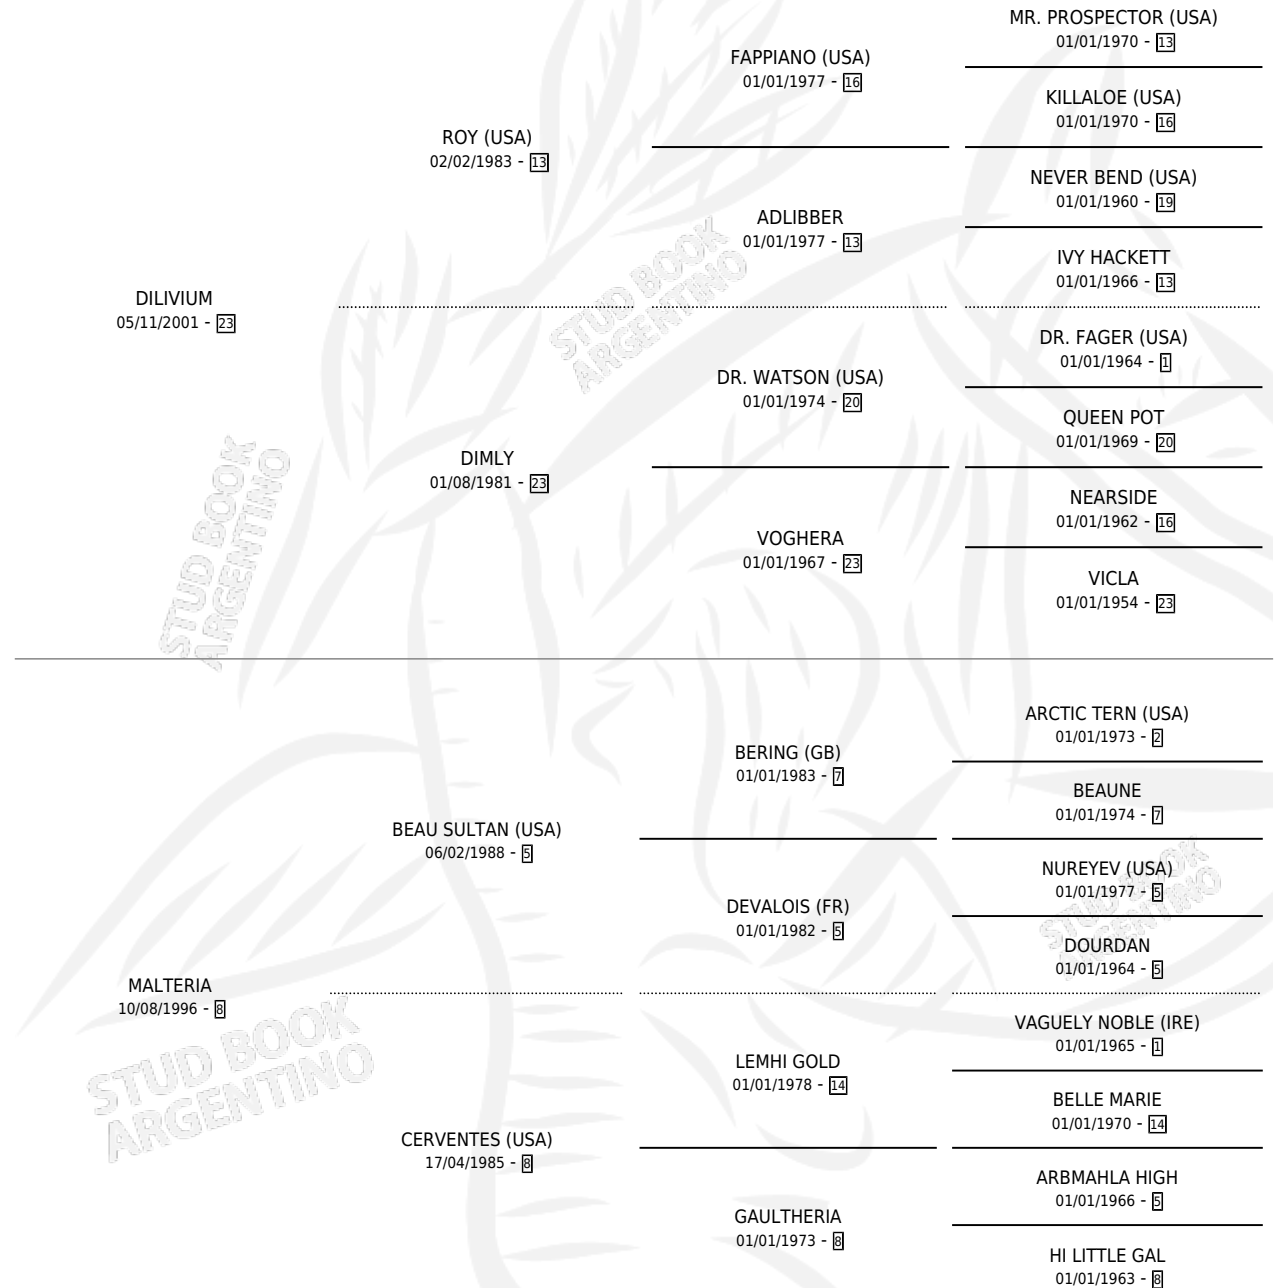 MR. PROSPECTOR (USA)
01/01/1970 - 13
FAPPIANO (USA)
01/01/1977 - 16
KILLALOE (USA)
01/01/1970 - 16
ROY (USA)
02/02/1983 - 13
NEVER BEND (USA)
01/01/1960 - 19
ADLIBBER
01/01/1977 - 13
IVY HACKETT
01/01/1966 - 13
DILIVIUM
05/11/2001 - 23
DR. FAGER (USA)
01/01/1964 - 1
DR. WATSON (USA)
01/01/1974 - 20
QUEEN POT
01/01/1969 - 20
DIMLY
01/08/1981 - 23
NEARSIDE
01/01/1962 - 16
VOGHERA
01/01/1967 - 23
VICLA
01/01/1954 - 23
STUD BOOK
ARGENTINO
STUD BOOK
ARGENTINO
ARCTIC TERN (USA)
01/01/1973 - 2
BERING (GB)
01/01/1983 - 7
BEAUNE
01/01/1974 - 7
BEAU SULTAN (USA)
06/02/1988 - 5
NUREYEV (USA)
01/01/1977 - 5
DEVALOIS (FR)
01/01/1982 - 5
DOURDAN
01/01/1964 - 5
MALTERIA
10/08/1996 - 8
VAGUELY NOBLE (IRE)
01/01/1965 - 1
LEMHI GOLD
01/01/1978 - 14
BELLE MARIE
01/01/1970 - 14
CERVENTES (USA)
17/04/1985 - 8
ARBMAHLA HIGH
01/01/1966 - 5
GAULTHERIA
01/01/1973 - 8
HI LITTLE GAL
01/01/1963 - 8
STUD BOOK
ARGENTINO
STUD BOOK
ARGENTINO